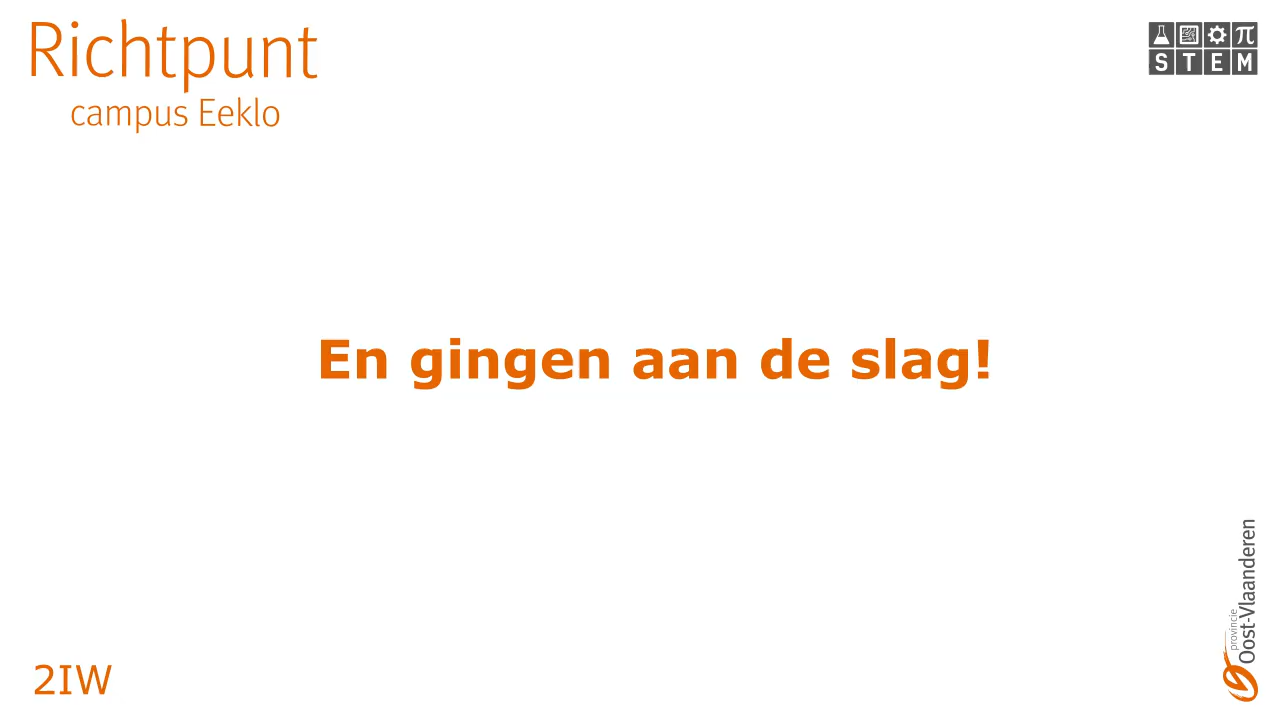 Richtpunt
campus Eeklo
π
STEM
En gingen aan de slag!
provincie
Oost-Vlaanderen
2IW